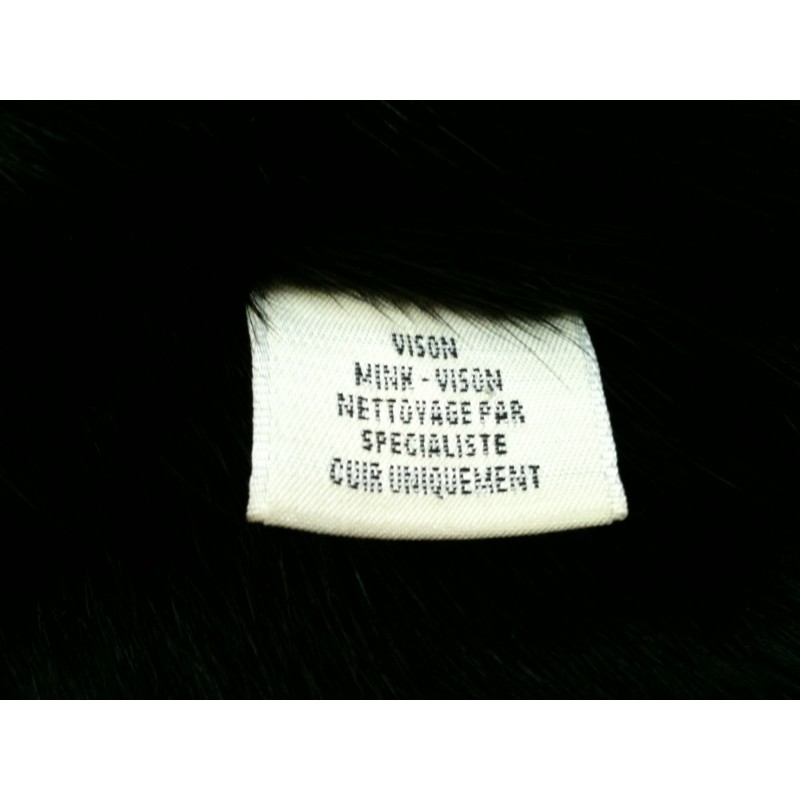 VISON
MINK - VISON
NETTOYAGE PAR
SPECIALISTE
CUIR UNIQUEMENT